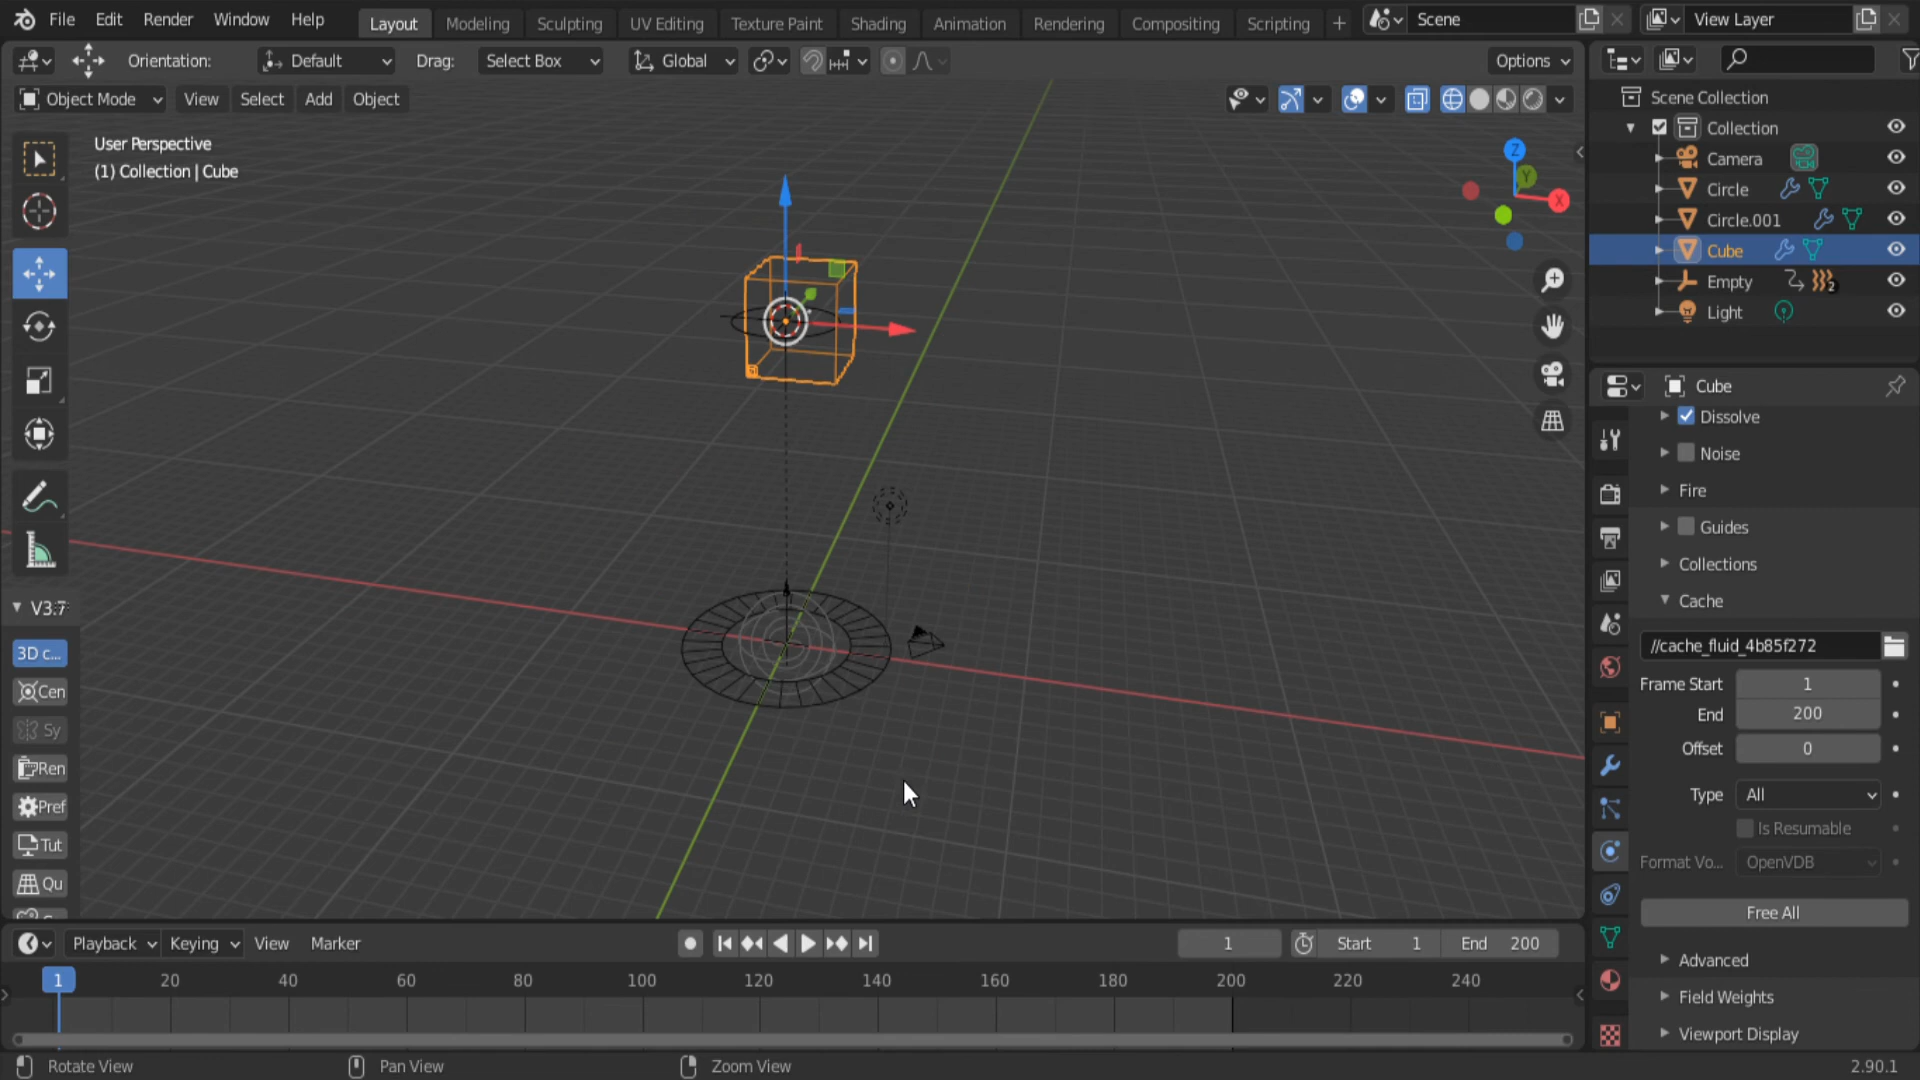 File Edit Render Window Help Layout Modeling Sculpting UV Editing Texture Paint Shading Animation Rendering Compositing Scripting + Scene View Layer
Orientation: Default Drag: Select Box Global Options
Object Mode View Select Add Object
User Perspective
(1) Collection | Cube
Z
Y
X
Scene Collection
Collection
Camera
Circle
Circle.001
Cube
Empty 2
Light
Cube
Dissolve
Noise
Fire
Guides
Collections
Cache
//cache_fluid_4b85f272
Frame Start 1
End 200
Offset 0
Type All
Is Resumable
Format Vo... OpenVDB
Free All
Advanced
Field Weights
Viewport Display
V3.7
3D c...
Cen
Sy
Ren
Pref
Tut
Qu
Playback Keying View Marker 1 Start 1 End 200
1 20 40 60 80 100 120 140 160 180 200 220 240
Rotate View Pan View Zoom View 2.90.1